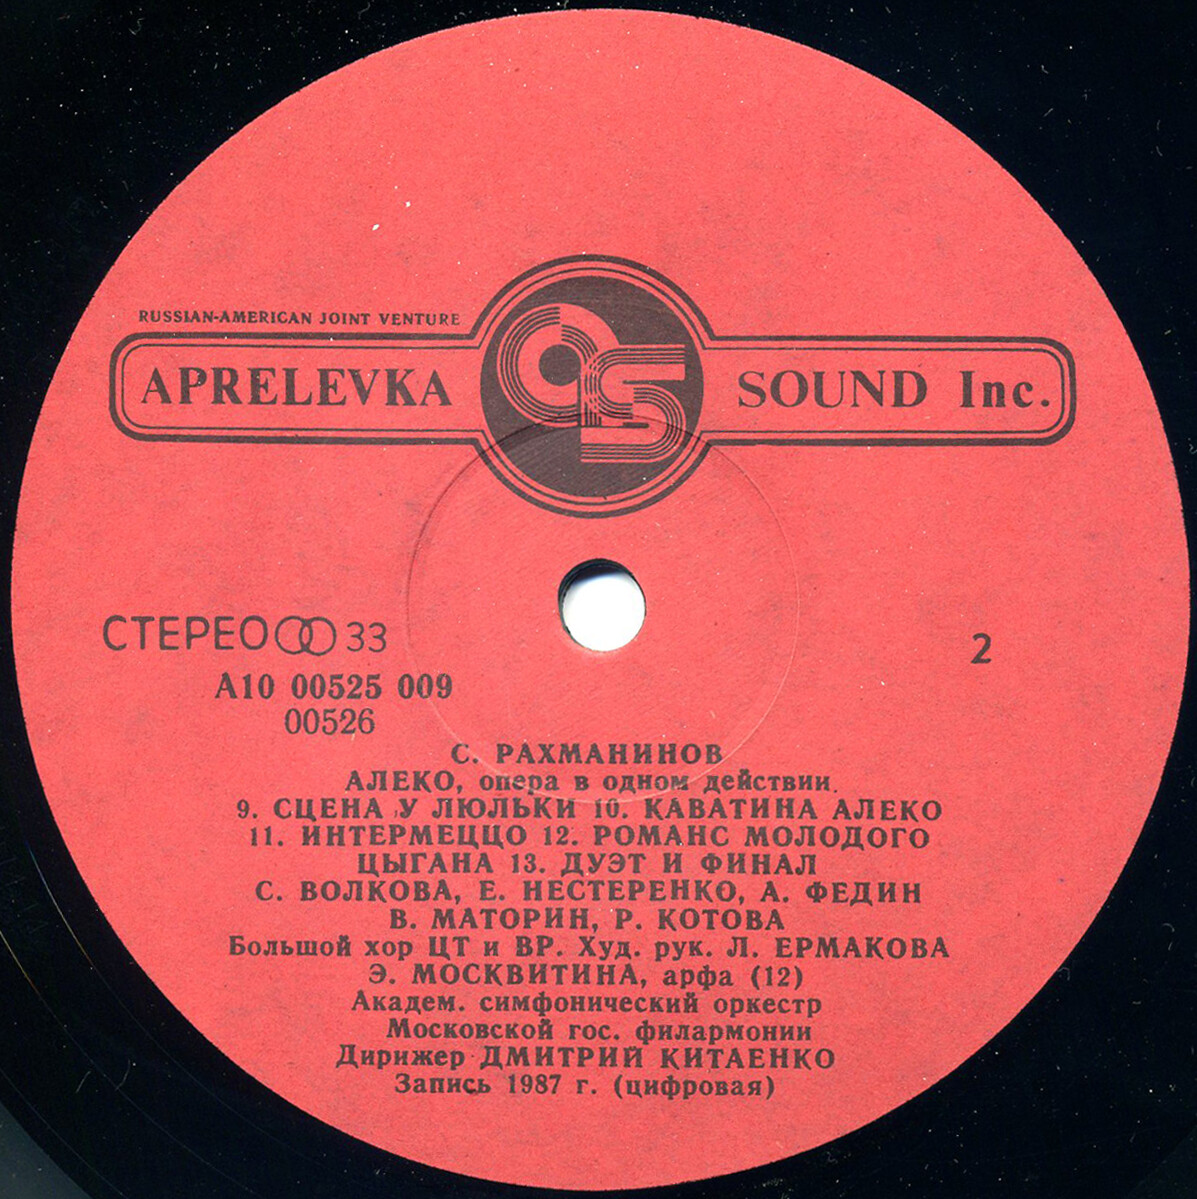 RUSSIAN-AMERICAN JOINT VENTURE
APRELEVKA SOUND Inc.
СТЕРЕО 33
2
А10 00525 009
00526
С. РАХМАНИНОВ
АЛЕКО, опера в одном действии.
9. СЦЕНА У ЛЮЛЬКИ 10. КАВАТИНА АЛЕКО
11. ИНТЕРМЕЦЦО 12. РОМАНС МОЛОДОГО
ЦЫГАНА 13. ДУЭТ И ФИНАЛ
С. ВОЛКОВА, Е. НЕСТЕРЕНКО, А. ФЕДИН
В. МАТОРИН, Р. КОТОВА
Большой хор ЦТ и ВР. Худ. рук. Л. ЕРМАКОВА
Э. МОСКВИТИНА, арфа (12)
Академ. симфонический оркестр
Московской гос. филармонии
Дирижер ДМИТРИЙ КИТАЕНКО
Запись 1987 г. (цифровая)